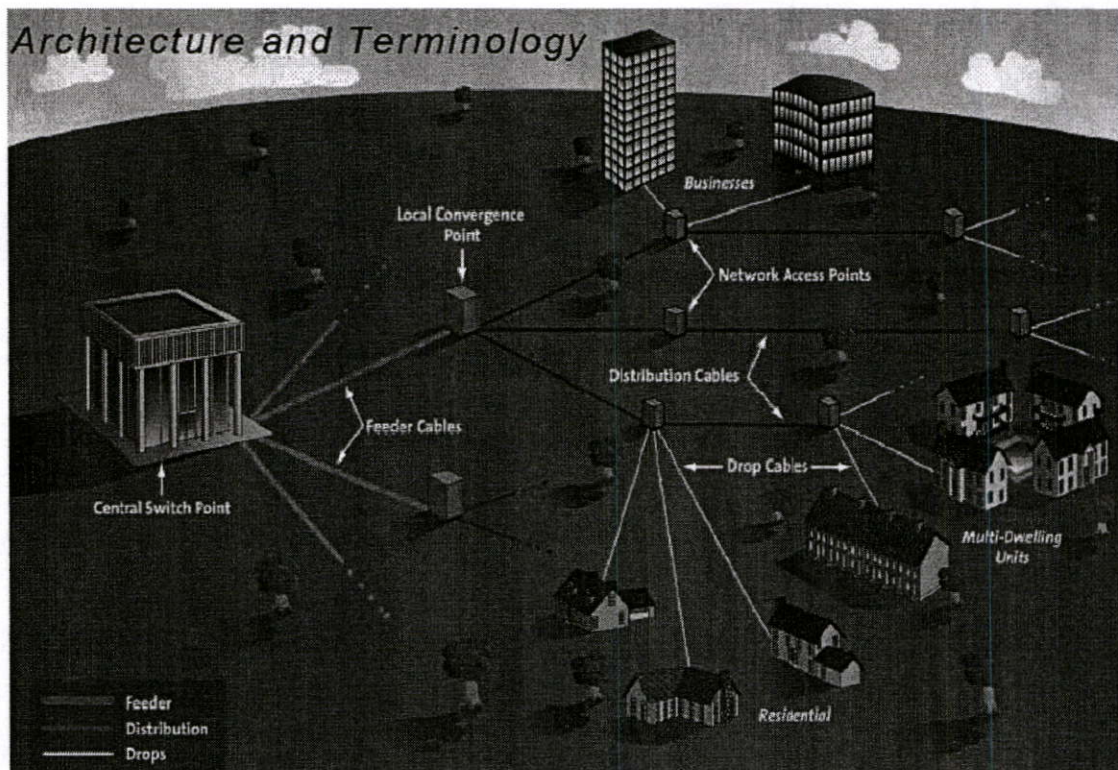 Architecture and Terminology
Businesses
Local Convergence
Point
Network Access Points
Distribution Cables
Feeder Cables
Drop Cables
Central Switch Point
Multi-Dwelling
Units
Residential
Feeder
Distribution
Drops